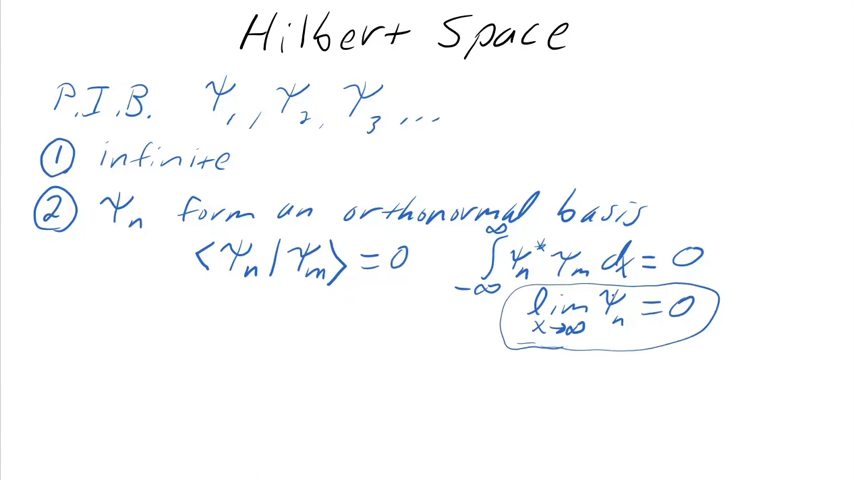 Hilbert Space
P.I.B. Ψ₁, Ψ₂, Ψ₃ ...
① infinite
② Ψₙ form an orthonormal basis
⟨Ψₙ|Ψₘ⟩ = 0 ∫_{-∞}^{∞} Ψₙ* Ψₘ dx = 0
lim_{x→∞} Ψₙ = 0